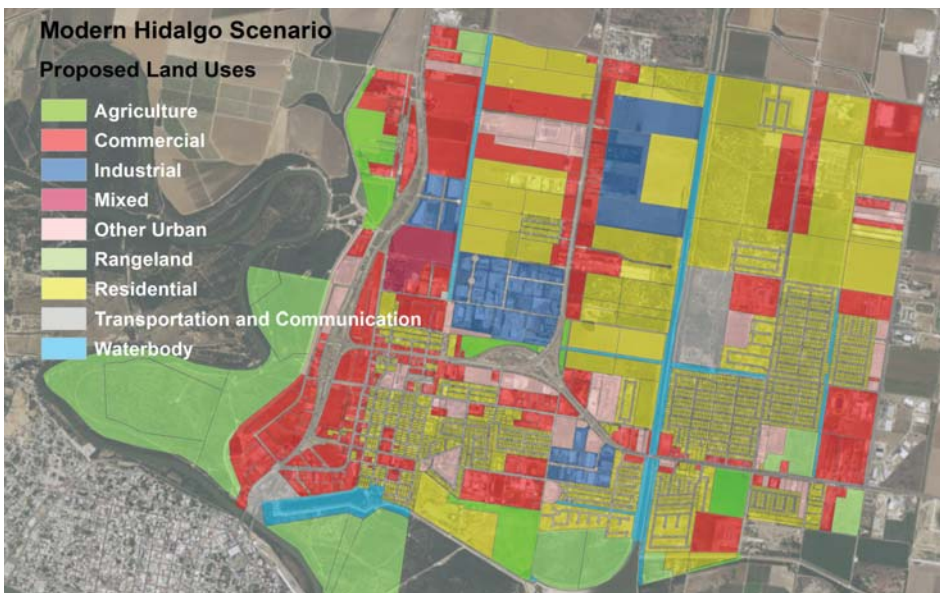 Modern Hidalgo Scenario
Proposed Land Uses
Agriculture
Commercial
Industrial
Mixed
Other Urban
Rangeland
Residential
Transportation and Communication
Waterbody